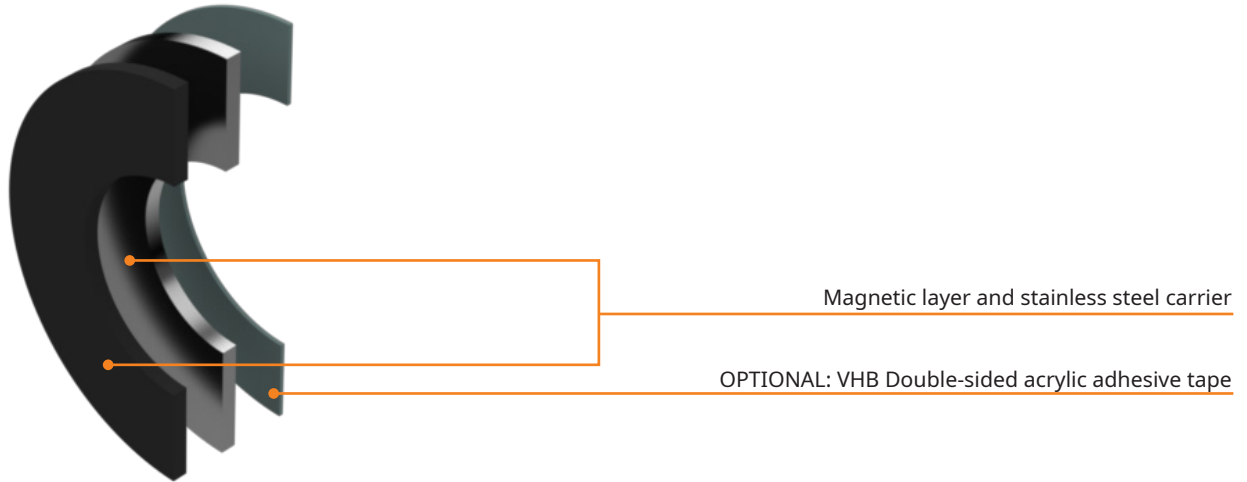 Magnetic layer and stainless steel carrier
OPTIONAL: VHB Double-sided acrylic adhesive tape